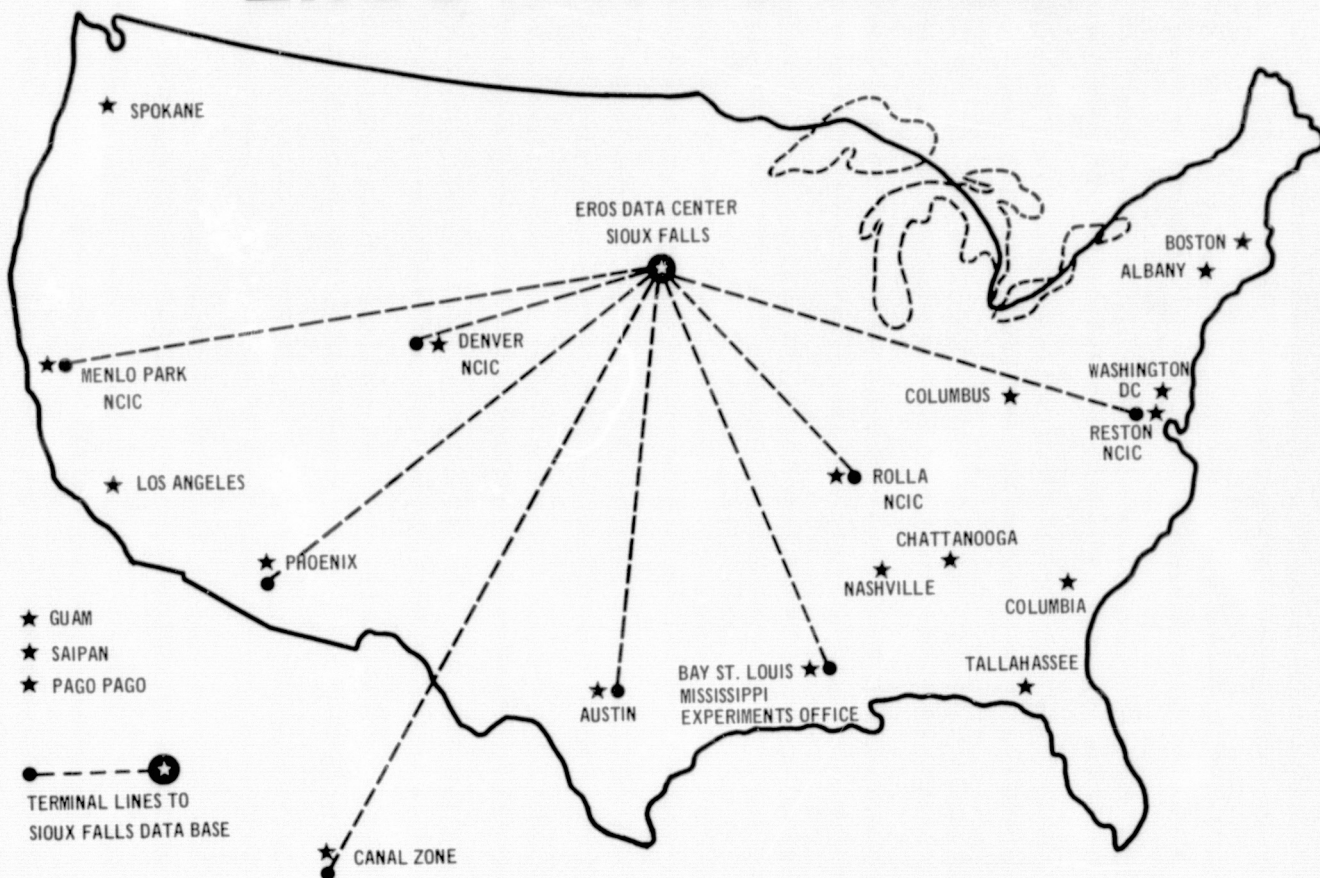 SPOKANE
EROS DATA CENTER
SIOUX FALLS
BOSTON
ALBANY
DENVER
NCIC
MENLO PARK
NCIC
WASHINGTON
DC
COLUMBUS
RESTON
NCIC
LOS ANGELES
ROLLA
NCIC
CHATTANOOGA
PHOENIX
NASHVILLE
COLUMBIA
GUAM
SAIPAN
PAGO PAGO
TALLAHASSEE
BAY ST. LOUIS
MISSISSIPPI
EXPERIMENTS OFFICE
AUSTIN
TERMINAL LINES TO
SIOUX FALLS DATA BASE
CANAL ZONE